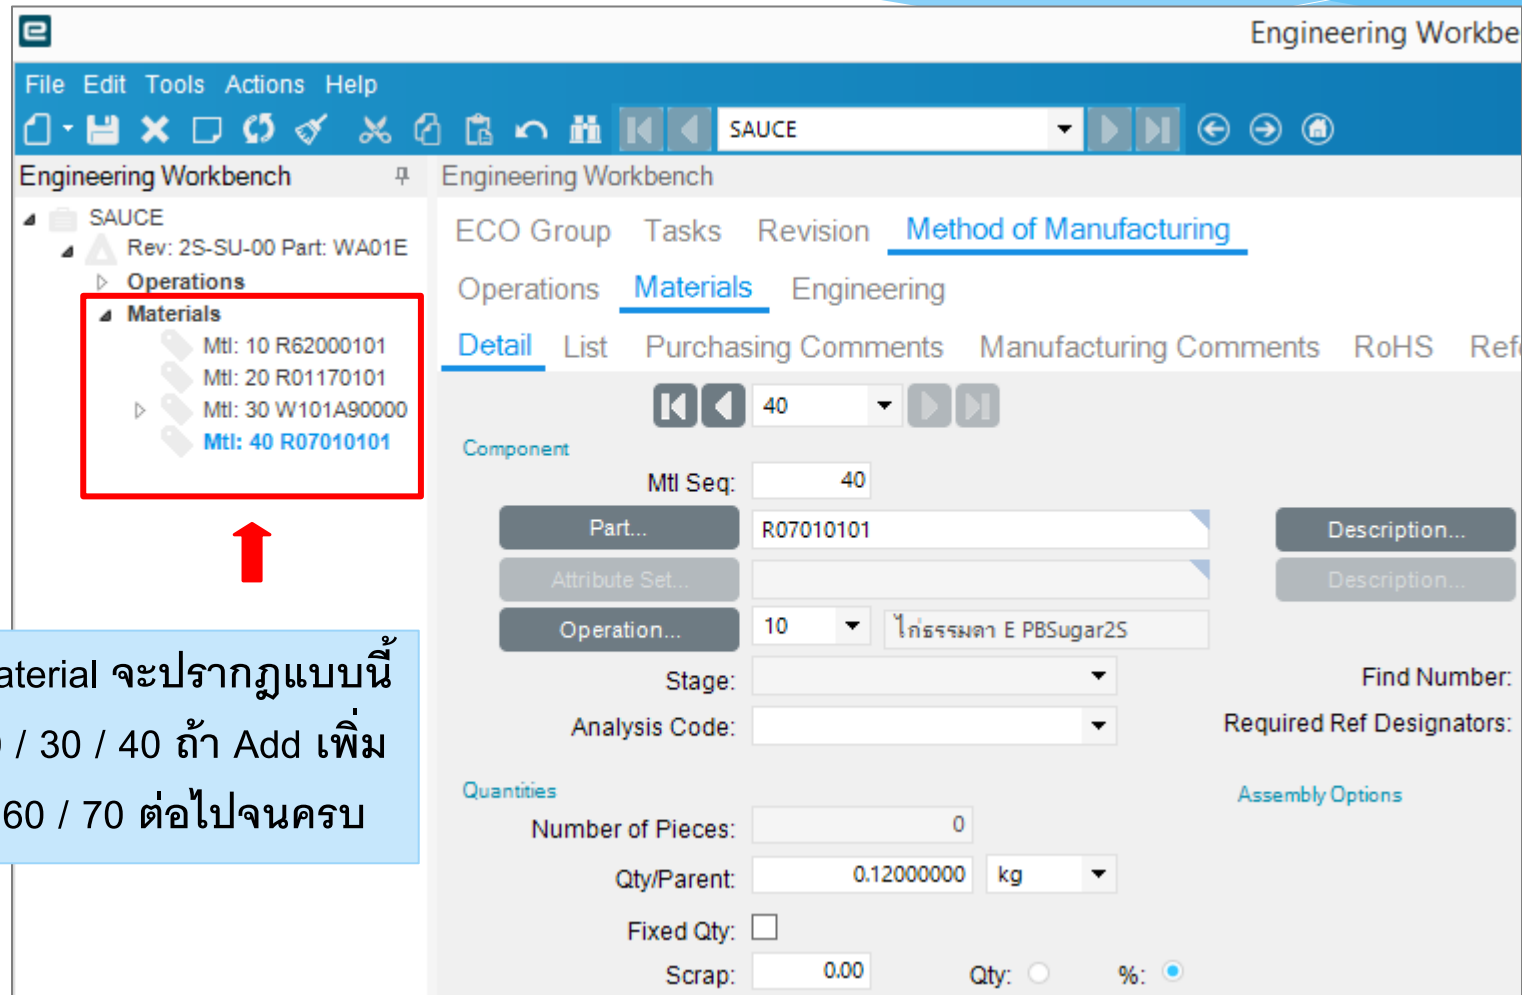 Engineering Workbe
File Edit Tools Actions Help
SAUCE
Engineering Workbench
Engineering Workbench
SAUCE
Rev: 2S-SU-00 Part: WA01E
Operations
Materials
Mtl: 10 R62000101
Mtl: 20 R01170101
Mtl: 30 W101A90000
Mtl: 40 R07010101
aterial จะปรากฎแบบนี้
/ 30 / 40 ถ้า Add เพิ่ม
60 / 70 ต่อไปจนครบ
ECO Group Tasks Revision Method of Manufacturing
Operations Materials Engineering
Detail List Purchasing Comments Manufacturing Comments RoHS Refe
40
Component
Mtl Seq: 40
Part... R07010101 Description...
Attribute Set... Description...
Operation... 10 ไก่ธรรมดา E PBSugar2S
Stage: Find Number:
Analysis Code: Required Ref Designators:
Quantities Assembly Options
Number of Pieces: 0
Qty/Parent: 0.12000000 kg
Fixed Qty:
Scrap: 0.00 Qty: %: